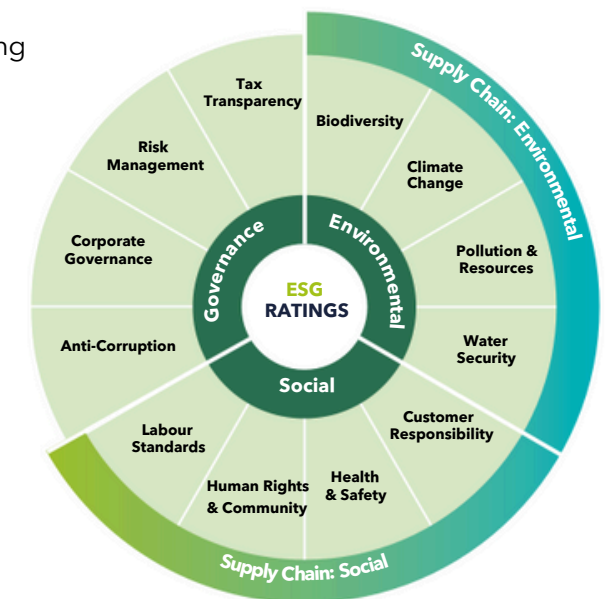 ng
Supply Chain: Environmental
Tax
Transparency
Biodiversity
Risk
Management
Climate
Change
Corporate
Governance
Governance
Environmental
Pollution &
Resources
ESG
RATINGS
Anti-Corruption
Water
Security
Social
Labour
Standards
Customer
Responsibility
Human Rights
& Community
Health
& Safety
Supply Chain: Social